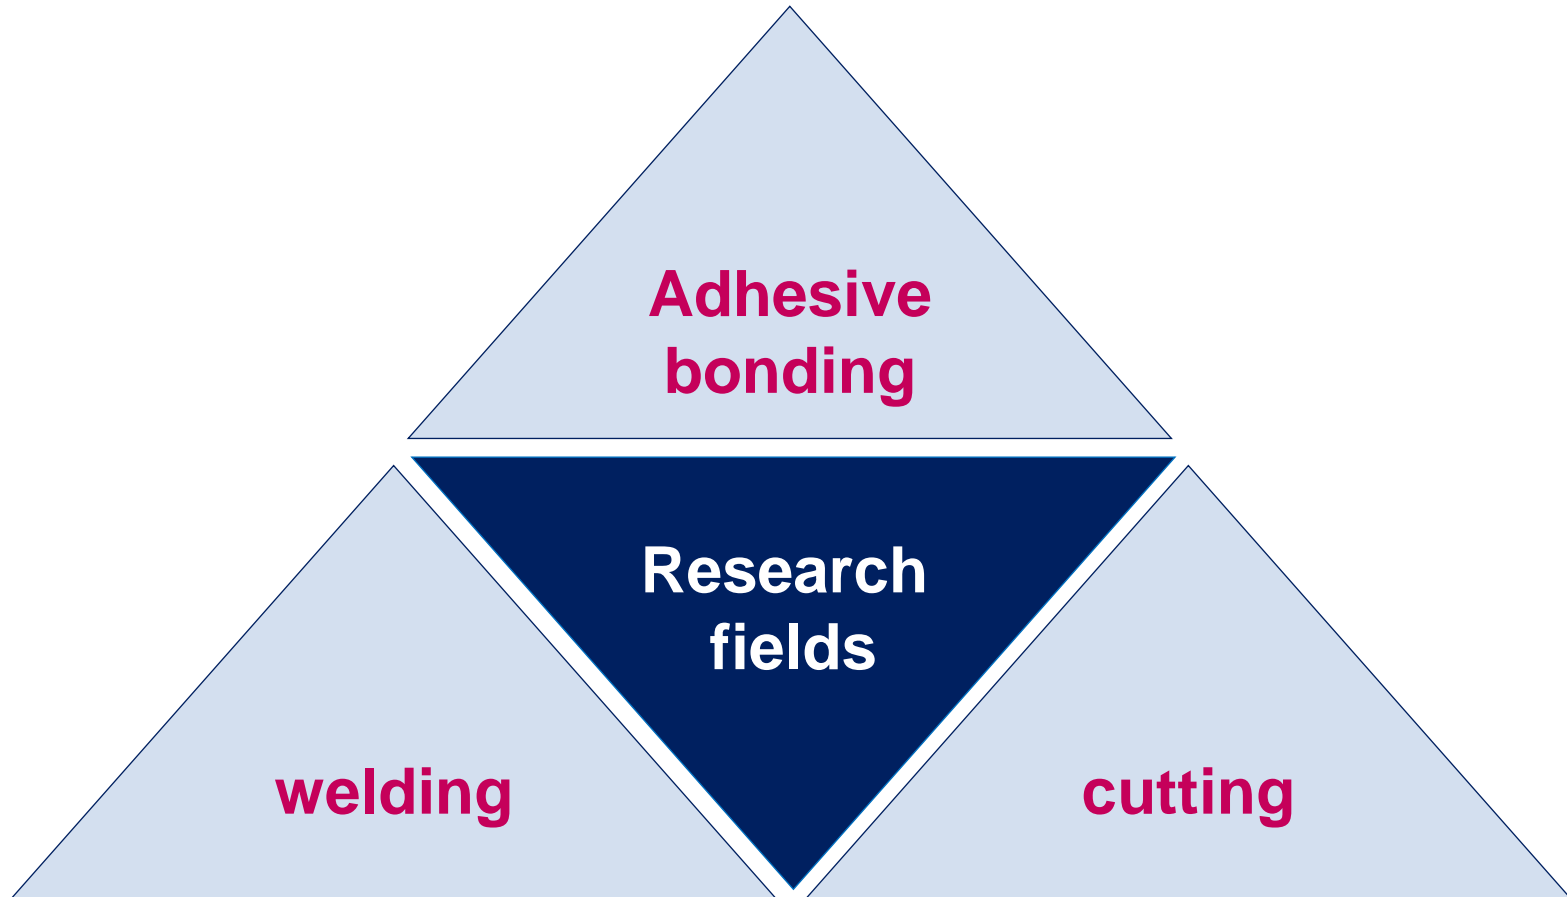 Adhesive
bonding
Research
fields
welding
cutting